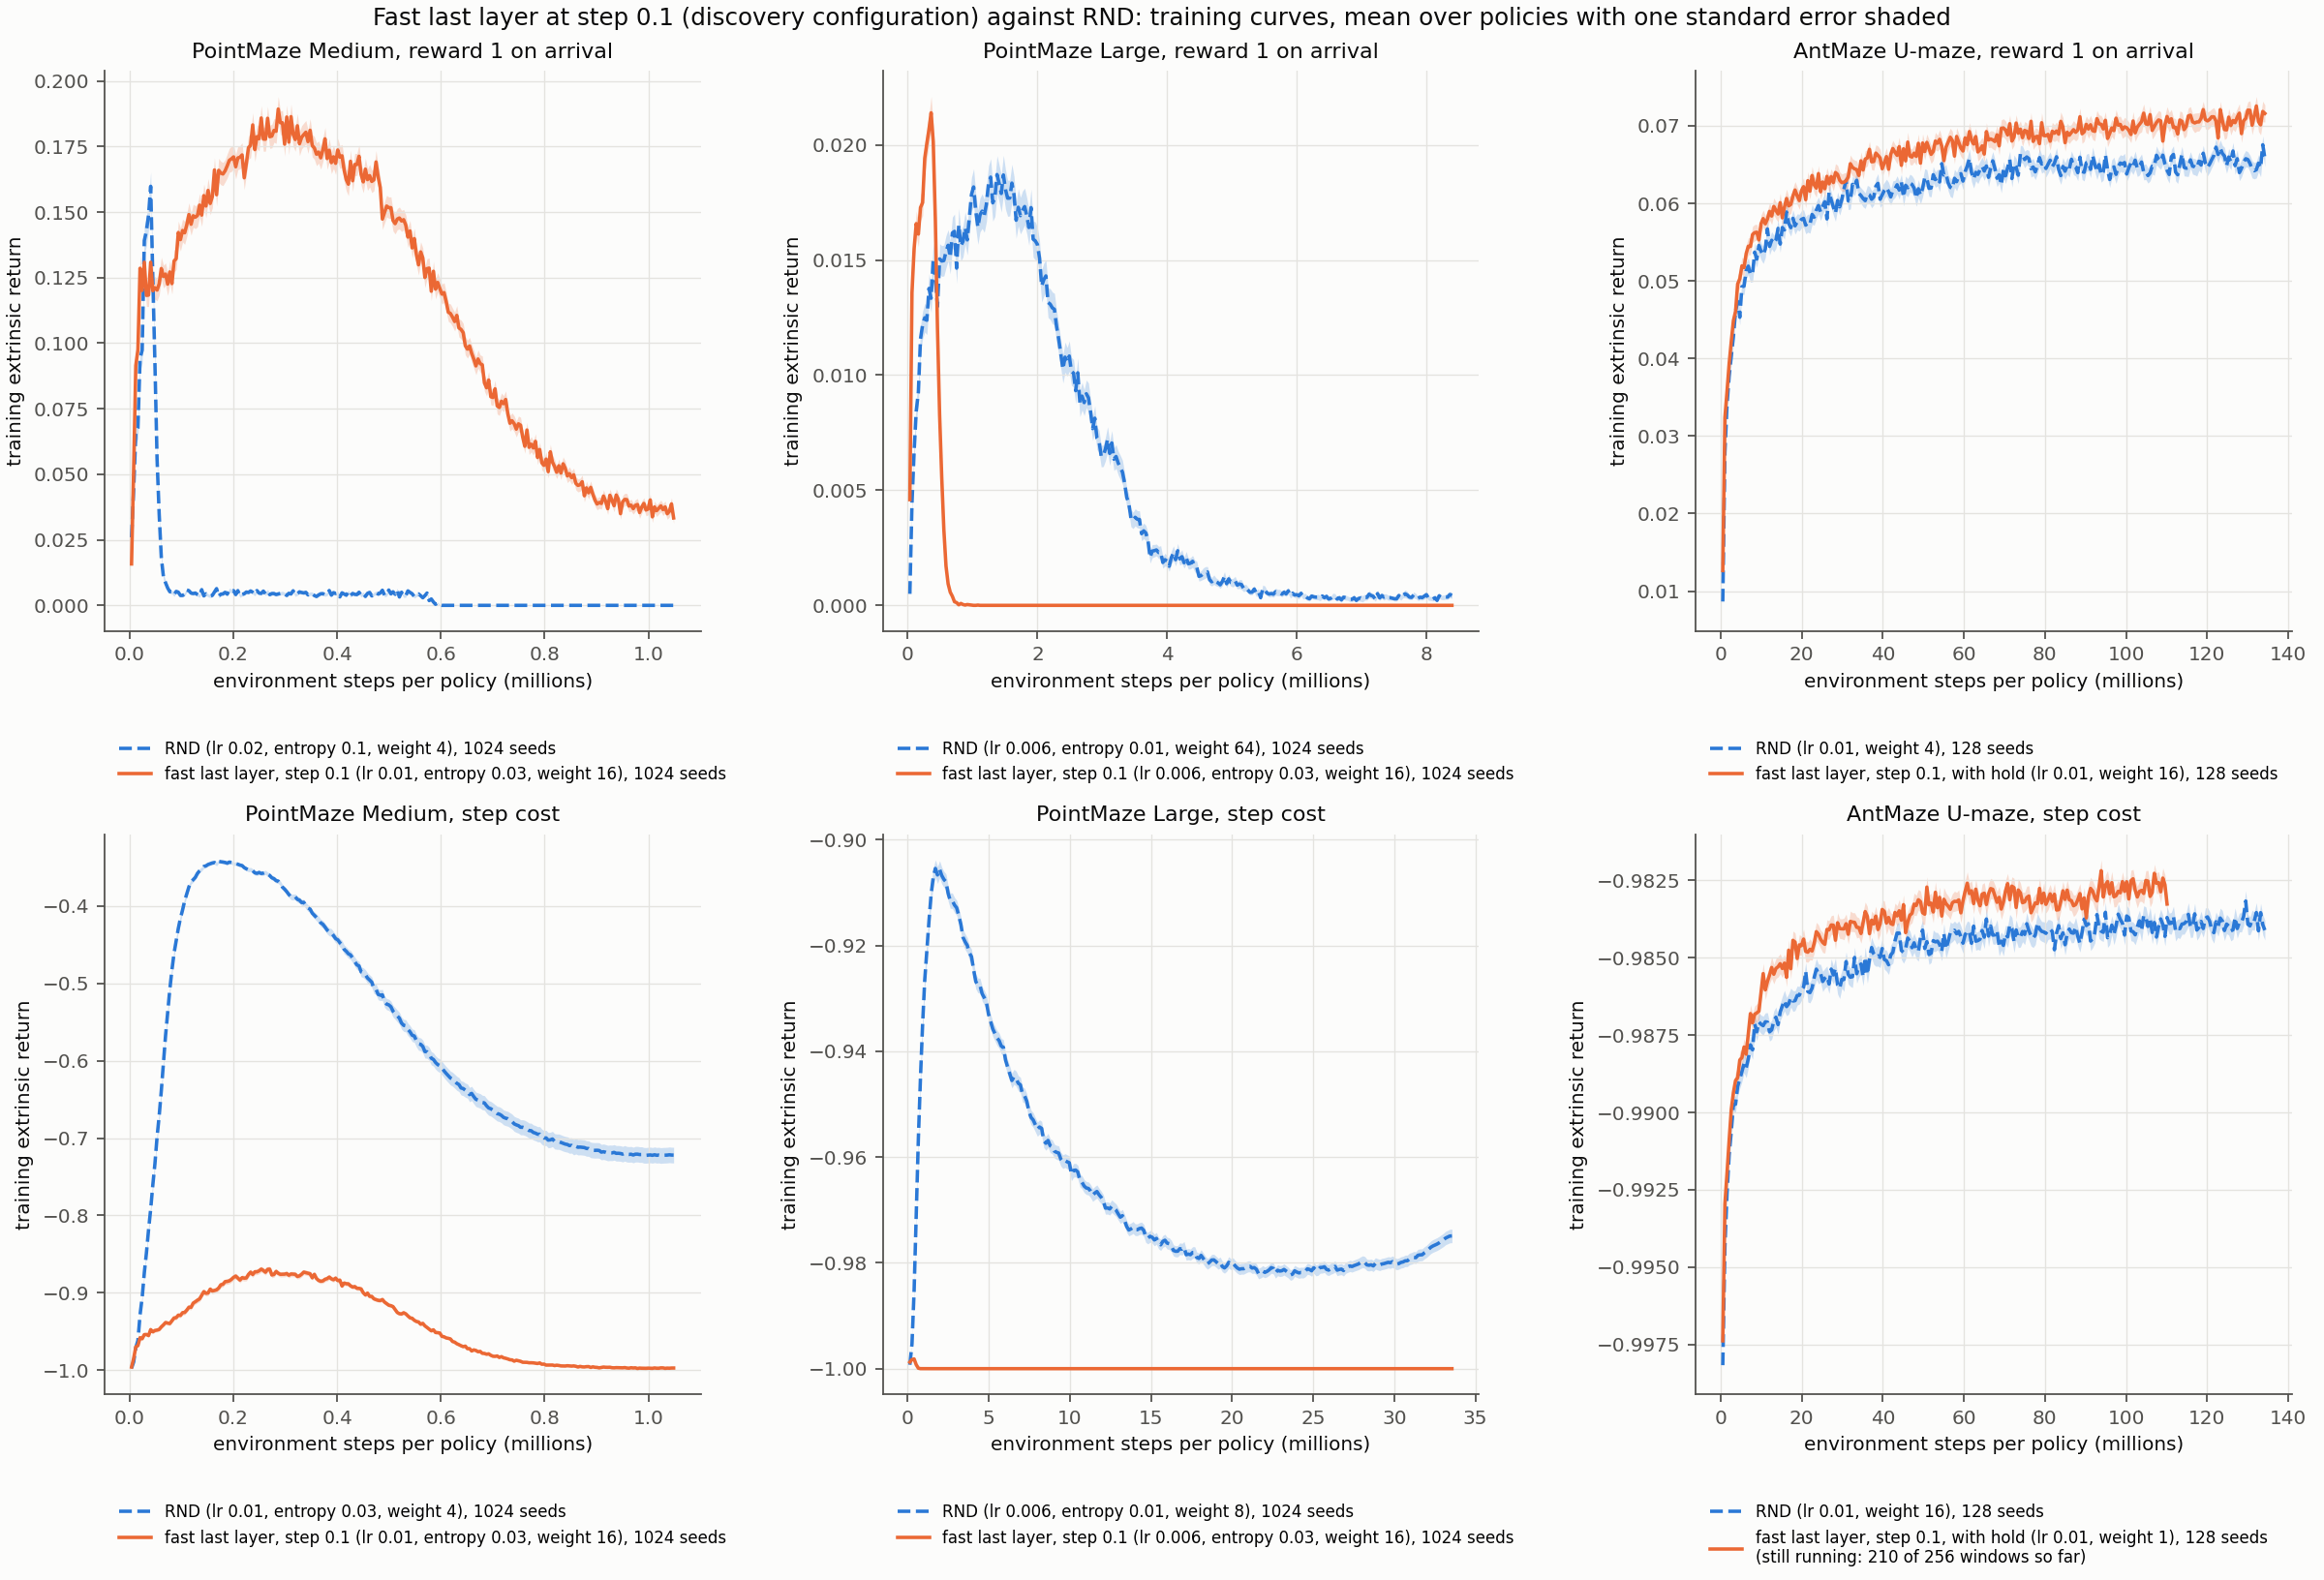 Fast last layer at step 0.1 (discovery configuration) against RND: training curves, mean over policies with one standard error shaded
PointMaze Medium, reward 1 on arrival
training extrinsic return
0.200
0.175
0.150
0.125
0.100
0.075
0.050
0.025
0.000
0.0 0.2 0.4 0.6 0.8 1.0
environment steps per policy (millions)
RND (lr 0.02, entropy 0.1, weight 4), 1024 seeds
fast last layer, step 0.1 (lr 0.01, entropy 0.03, weight 16), 1024 seeds
PointMaze Large, reward 1 on arrival
training extrinsic return
0.020
0.015
0.010
0.005
0.000
0 2 4 6 8
environment steps per policy (millions)
RND (lr 0.006, entropy 0.01, weight 64), 1024 seeds
fast last layer, step 0.1 (lr 0.006, entropy 0.03, weight 16), 1024 seeds
AntMaze U-maze, reward 1 on arrival
training extrinsic return
0.07
0.06
0.05
0.04
0.03
0.02
0.01
0 20 40 60 80 100 120 140
environment steps per policy (millions)
RND (lr 0.01, weight 4), 128 seeds
fast last layer, step 0.1, with hold (lr 0.01, weight 16), 128 seeds
PointMaze Medium, step cost
training extrinsic return
−0.4
−0.5
−0.6
−0.7
−0.8
−0.9
−1.0
0.0 0.2 0.4 0.6 0.8 1.0
environment steps per policy (millions)
RND (lr 0.01, entropy 0.03, weight 4), 1024 seeds
fast last layer, step 0.1 (lr 0.01, entropy 0.03, weight 16), 1024 seeds
PointMaze Large, step cost
training extrinsic return
−0.90
−0.92
−0.94
−0.96
−0.98
−1.00
0 5 10 15 20 25 30 35
environment steps per policy (millions)
RND (lr 0.006, entropy 0.01, weight 8), 1024 seeds
fast last layer, step 0.1 (lr 0.006, entropy 0.03, weight 16), 1024 seeds
AntMaze U-maze, step cost
training extrinsic return
−0.9825
−0.9850
−0.9875
−0.9900
−0.9925
−0.9950
−0.9975
0 20 40 60 80 100 120 140
environment steps per policy (millions)
RND (lr 0.01, weight 16), 128 seeds
fast last layer, step 0.1, with hold (lr 0.01, weight 1), 128 seeds
(still running: 210 of 256 windows so far)